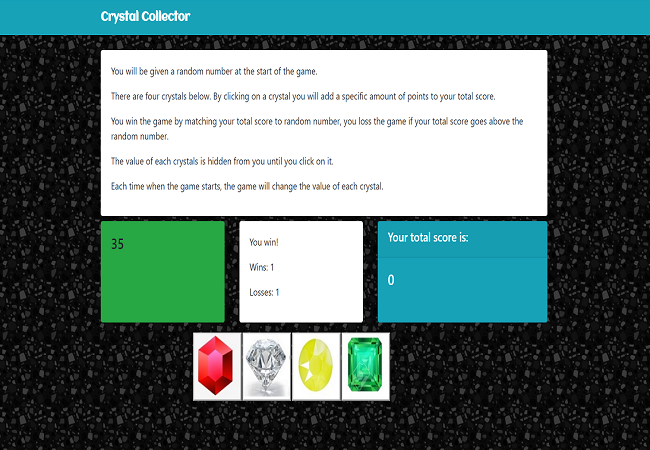 Crystal Collector
You will be given a random number at the start of the game.
There are four crystals below. By clicking on a crystal you will add a specific amount of points to your total score.
You win the game by matching your total score to random number, you loss the game if your total score goes above the
random number.
The value of each crystals is hidden from you until you click on it.
Each time when the game starts, the game will change the value of each crystal.
35
You win!
Wins: 1
Losses: 1
Your total score is:
0